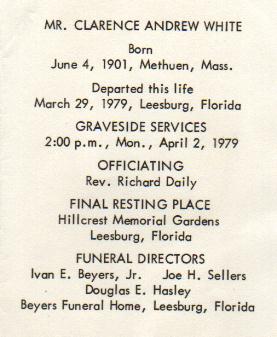 MR. CLARENCE ANDREW WHITE
Born
June 4, 1901, Methuen, Mass.
Departed this life
March 29, 1979, Leesburg, Florida
GRAVESIDE SERVICES
2:00 p.m., Mon., April 2, 1979
OFFICIATING
Rev. Richard Daily
FINAL RESTING PLACE
Hillcrest Memorial Gardens
Leesburg, Florida
FUNERAL DIRECTORS
Ivan E. Beyers, Jr. Joe H. Sellers
Douglas E. Hasley
Beyers Funeral Home, Leesburg, Florida